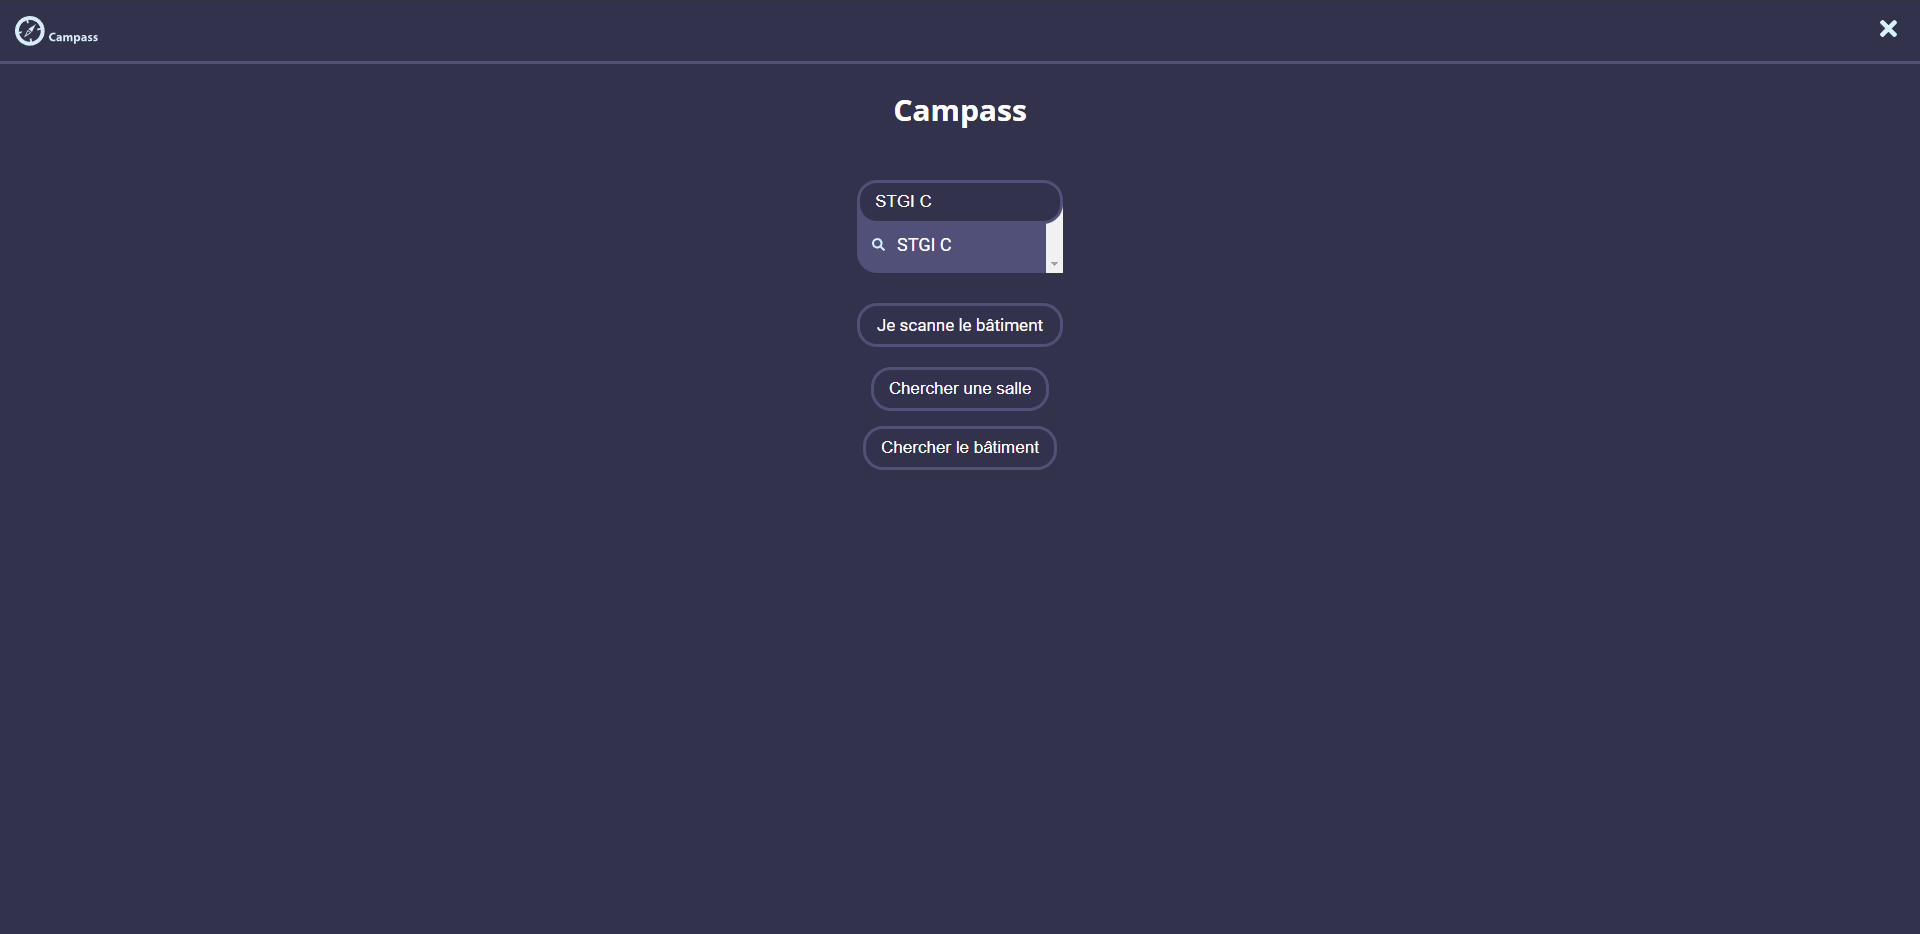 Campass
Campass
STGI C
STGI C
Je scanne le bâtiment
Chercher une salle
Chercher le bâtiment